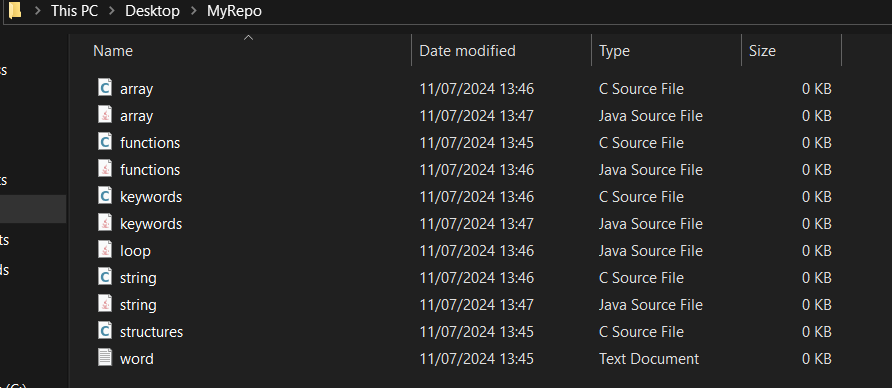 This PC > Desktop > MyRepo
Name Date modified Type Size
array 11/07/2024 13:46 C Source File 0 KB
array 11/07/2024 13:47 Java Source File 0 KB
functions 11/07/2024 13:45 C Source File 0 KB
functions 11/07/2024 13:46 Java Source File 0 KB
keywords 11/07/2024 13:46 C Source File 0 KB
keywords 11/07/2024 13:47 Java Source File 0 KB
loop 11/07/2024 13:46 Java Source File 0 KB
string 11/07/2024 13:46 C Source File 0 KB
string 11/07/2024 13:47 Java Source File 0 KB
structures 11/07/2024 13:45 C Source File 0 KB
word 11/07/2024 13:45 Text Document 0 KB